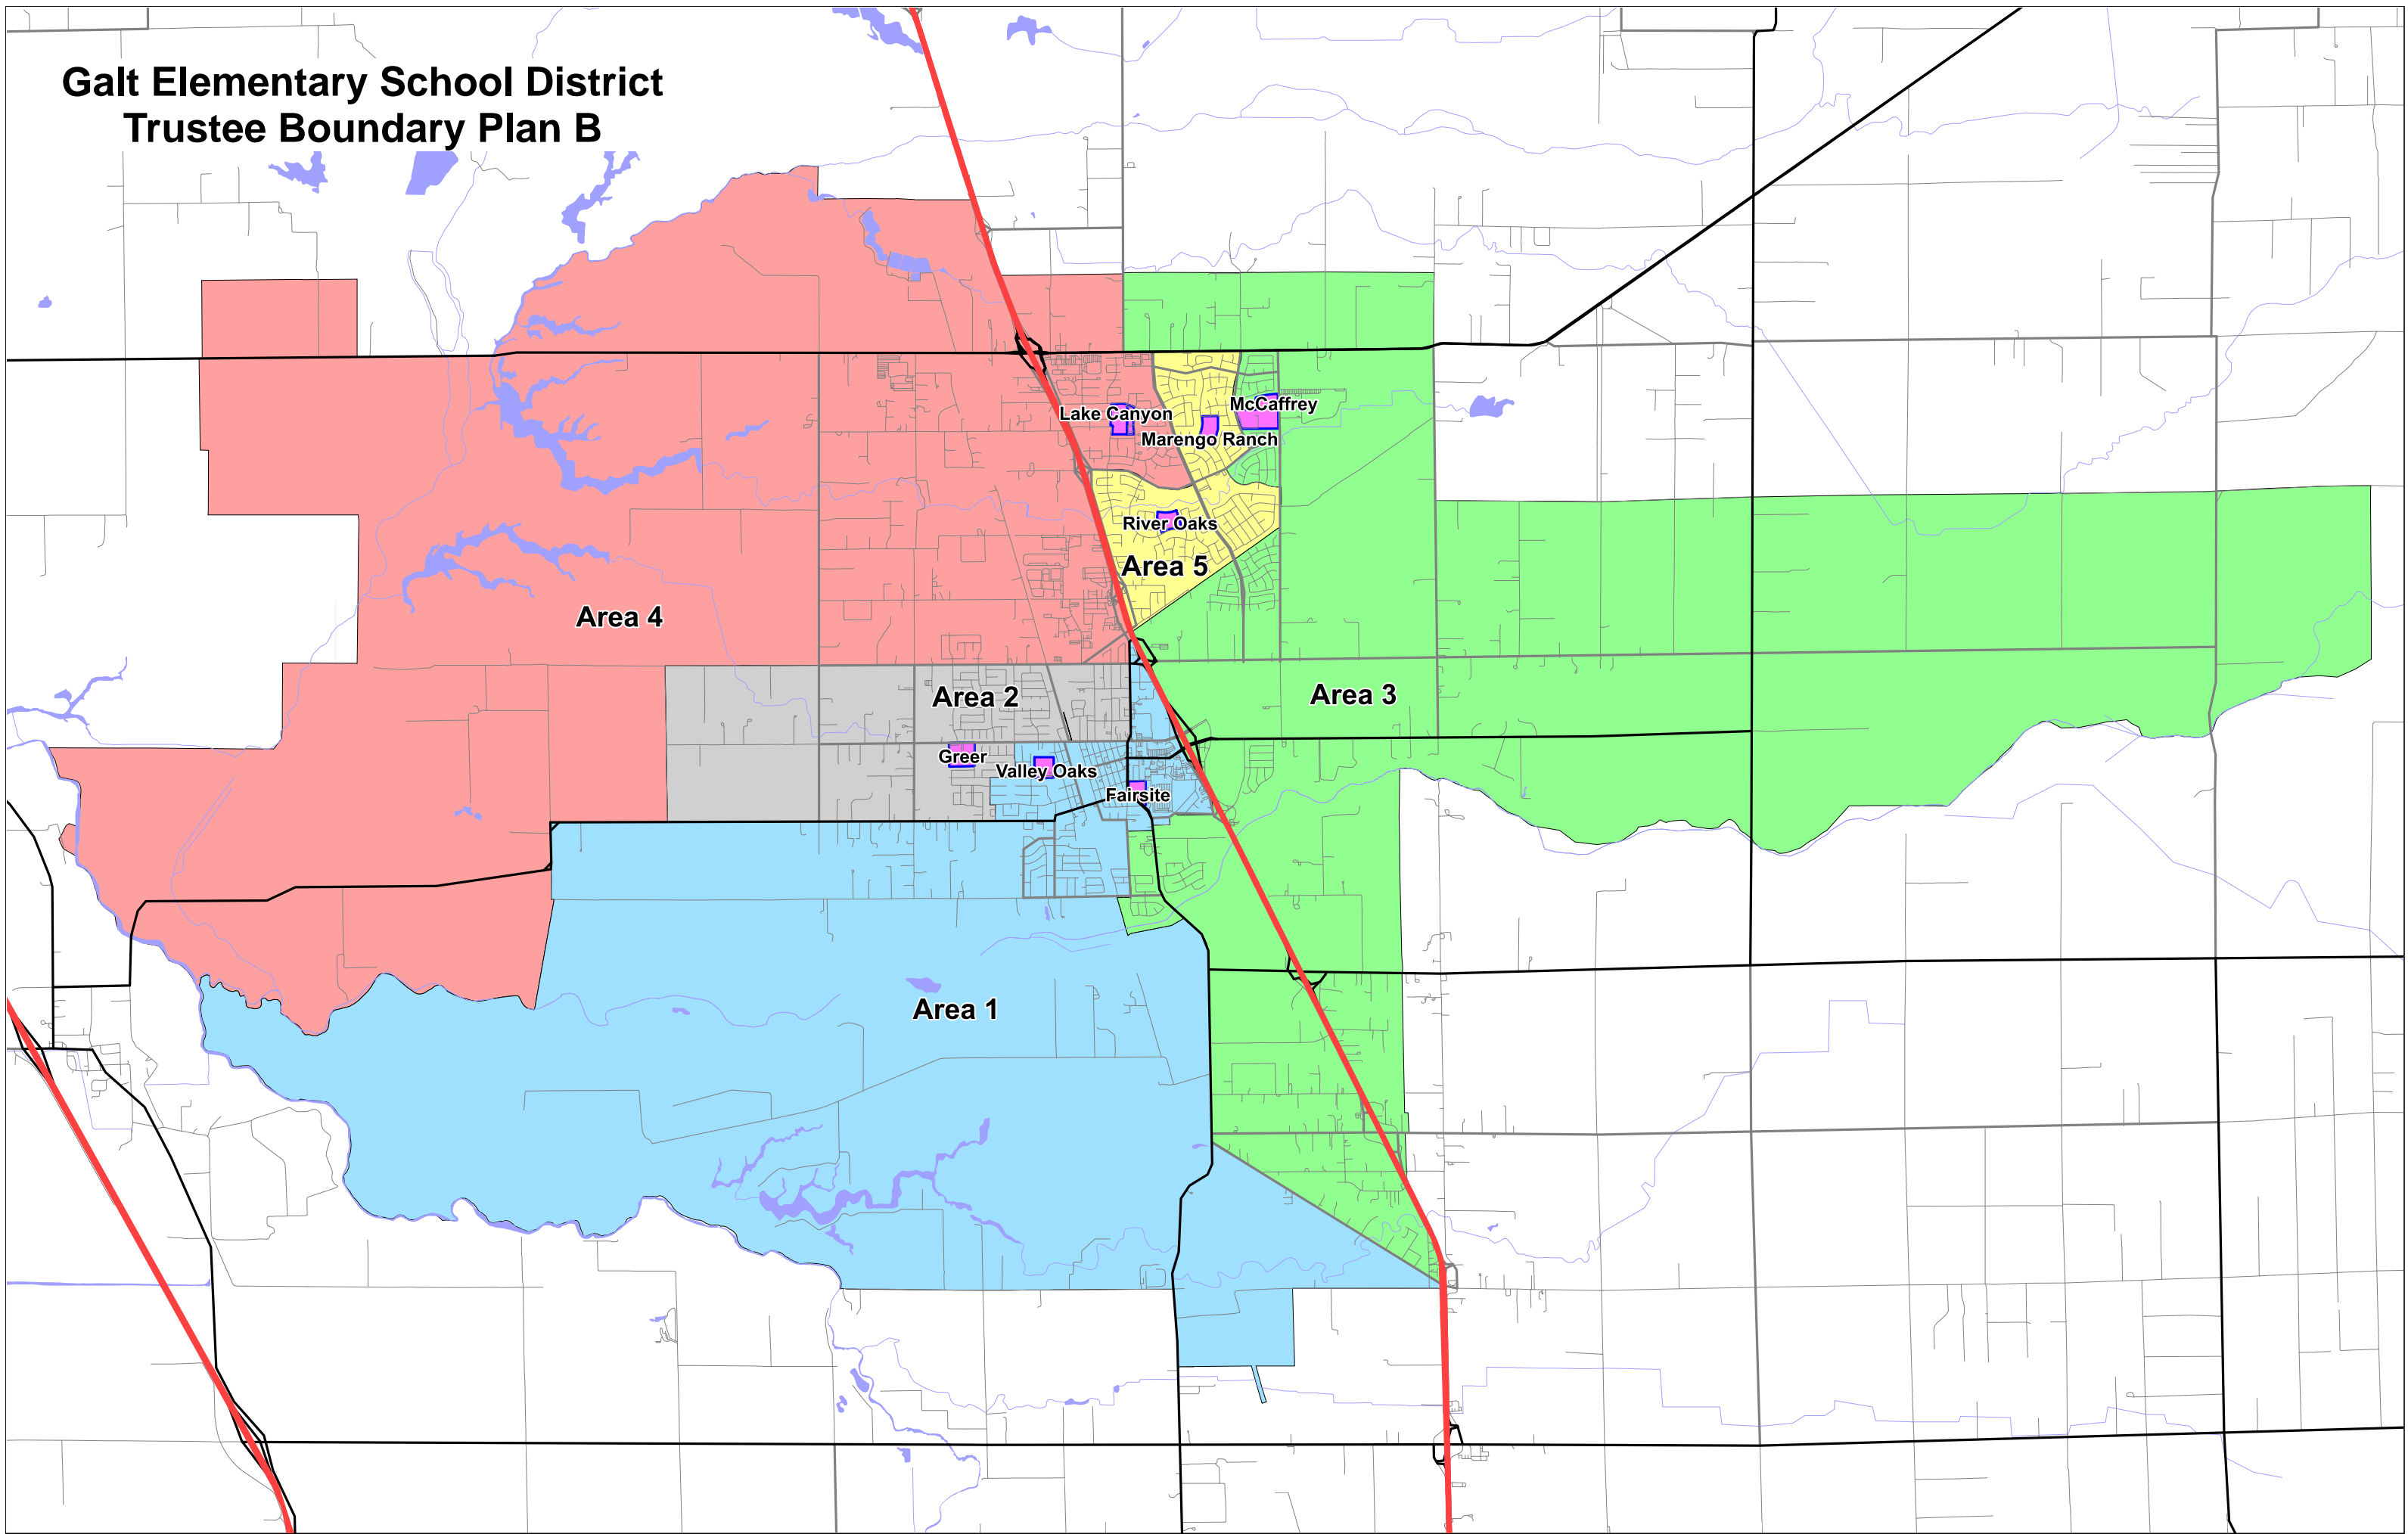 Galt Elementary School District
Trustee Boundary Plan B
McCaffrey
Lake Canyon
Marengo Ranch
River Oaks
Area 5
Area 4
Area 3
Area 2
Greer
Valley Oaks
Fairsite
Area 1